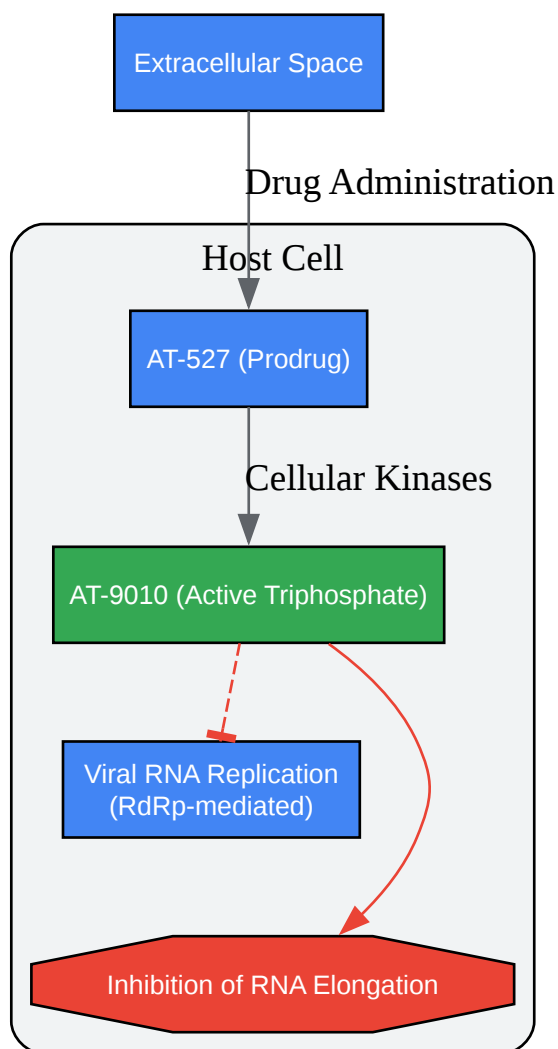 Extracellular Space
Drug Administration
Host Cell
AT-527 (Prodrug)
Cellular Kinases
AT-9010 (Active Triphosphate)
Viral RNA Replication
(RdRp-mediated)
Inhibition of RNA Elongation